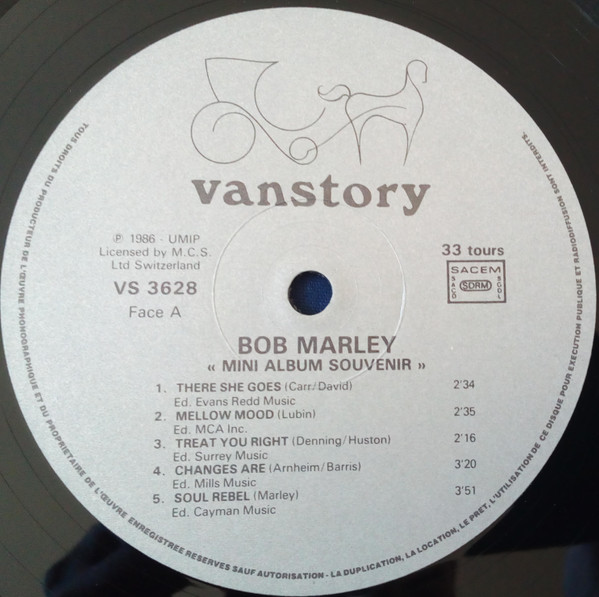 vanstory
℗ 1986 - UMIP
Licensed by M.C.S.
Ltd Switzerland
VS 3628
Face A
33 tours
SACEM
SACD
SDRM
SGDL
BOB MARLEY
« MINI ALBUM SOUVENIR »
1. THERE SHE GOES (Carr/David) 2'34
Ed. Evans Redd Music
2. MELLOW MOOD (Lubin) 2'35
Ed. MCA Inc.
3. TREAT YOU RIGHT (Denning/Huston) 2'16
Ed. Surrey Music
4. CHANGES ARE (Arnheim/Barris) 3'20
Ed. Mills Music
5. SOUL REBEL (Marley) 3'51
Ed. Cayman Music
TOUS DROITS DU PRODUCTEUR DE L'ŒUVRE PHONOGRAPHIQUE ET DU PROPRIETAIRE DE L'ŒUVRE ENREGISTREE RESERVES SAUF AUTORISATION - LA DUPLICATION, LA LOCATION, LE PRET, L'UTILISATION DE CE DISQUE POUR EXECUTION PUBLIQUE ET RADIODIFFUSION SONT INTERDITS.